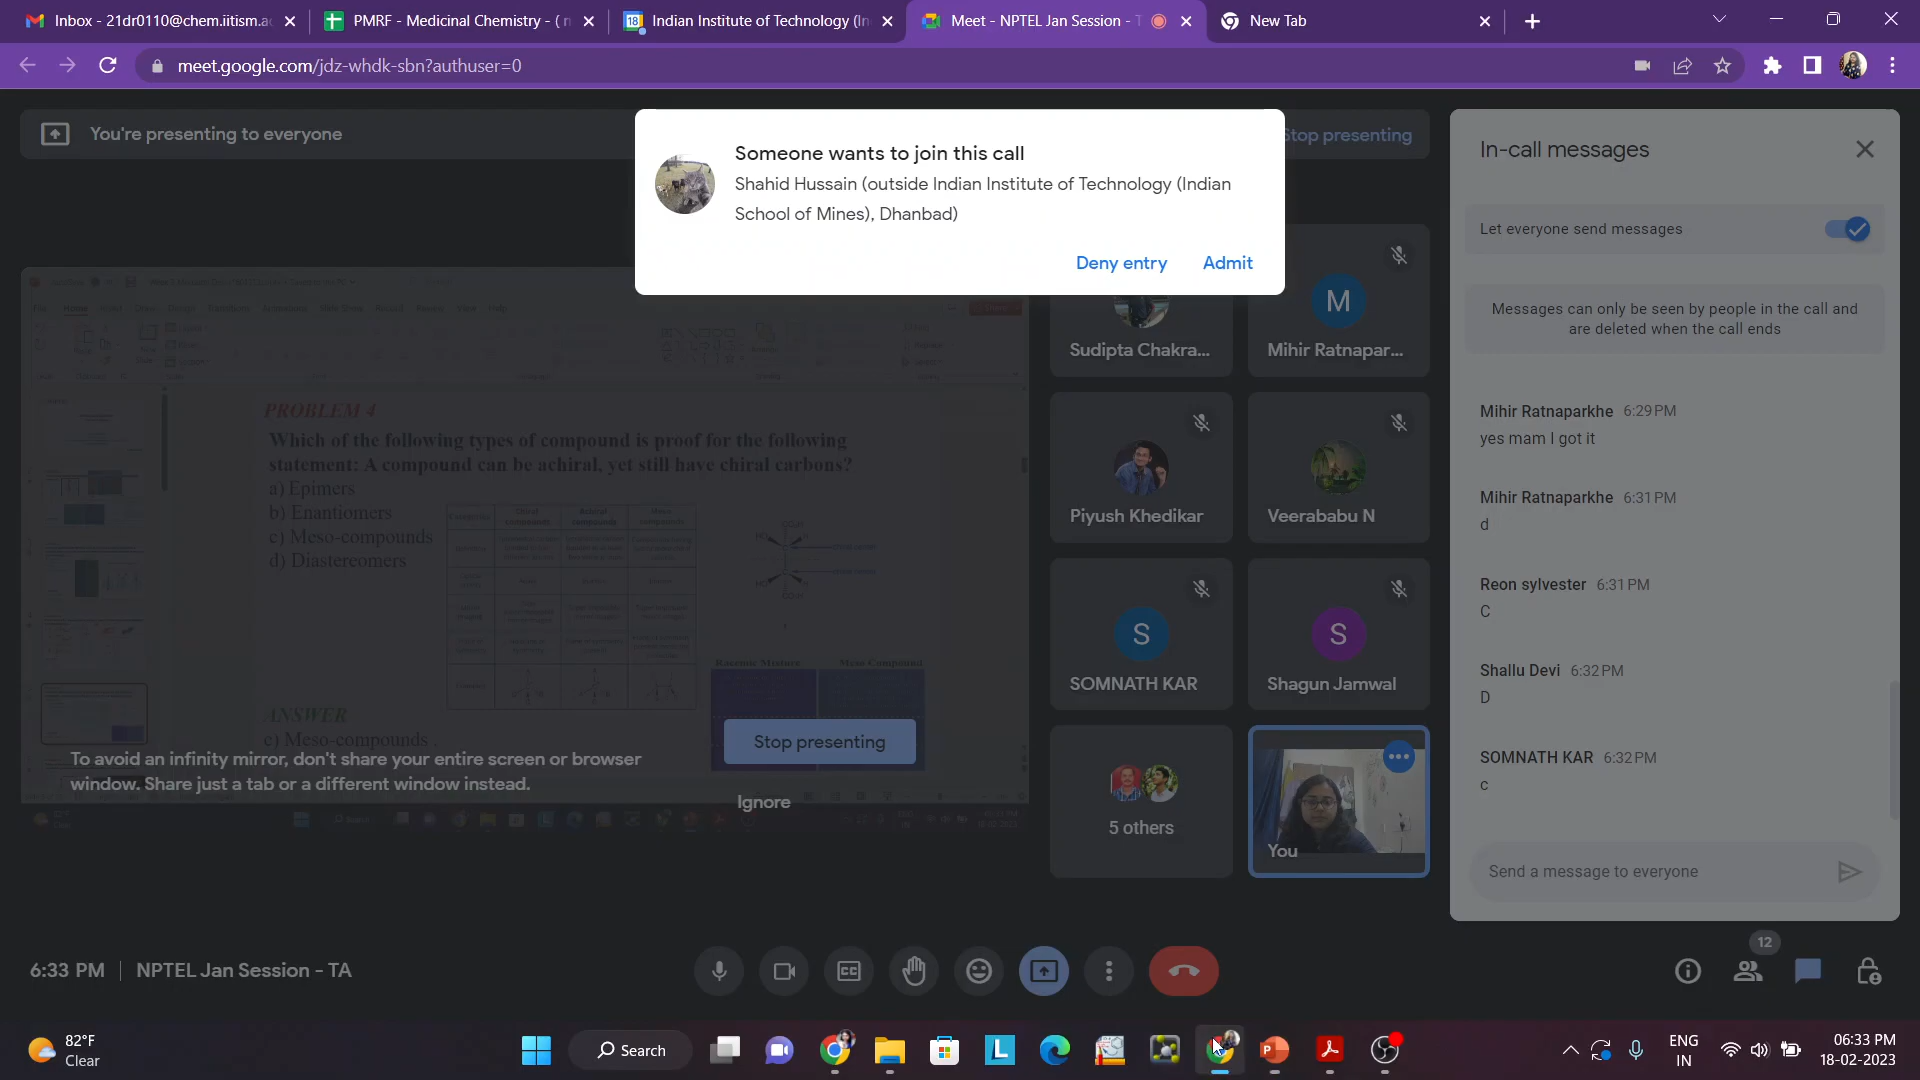 Inbox - 21dr0110@chem.iitism.a
PMRF - Medicinal Chemistry - (
Indian Institute of Technology (In
Meet - NPTEL Jan Session -
New Tab
meet.google.com/jdz-whdk-sbn?authuser=0
You're presenting to everyone
Stop presenting
Someone wants to join this call
Shahid Hussain (outside Indian Institute of Technology (Indian
School of Mines), Dhanbad)
Deny entry
Admit
PROBLEM 4
Which of the following types of compound is proof for the following
statement: A compound can be achiral, yet still have chiral carbons?
a) Epimers
b) Enantiomers
c) Meso-compounds
d) Diastereomers
Racemic Mixture
Meso Compound
ANSWER
c) Meso-compounds
Stop presenting
To avoid an infinity mirror, don't share your entire screen or browser
window. Share just a tab or a different window instead.
Ignore
Sudipta Chakra...
M
Mihir Ratnapar...
Piyush Khedikar
Veerababu N
S
SOMNATH KAR
S
Shagun Jamwal
5 others
You
In-call messages
Let everyone send messages
Messages can only be seen by people in the call and
are deleted when the call ends
Mihir Ratnaparkhe 6:29 PM
yes mam I got it
Mihir Ratnaparkhe 6:31 PM
d
Reon sylvester 6:31 PM
C
Shallu Devi 6:32 PM
D
SOMNATH KAR 6:32 PM
c
Send a message to everyone
6:33 PM
NPTEL Jan Session - TA
12
82°F
Clear
Search
ENG
IN
06:33 PM
18-02-2023